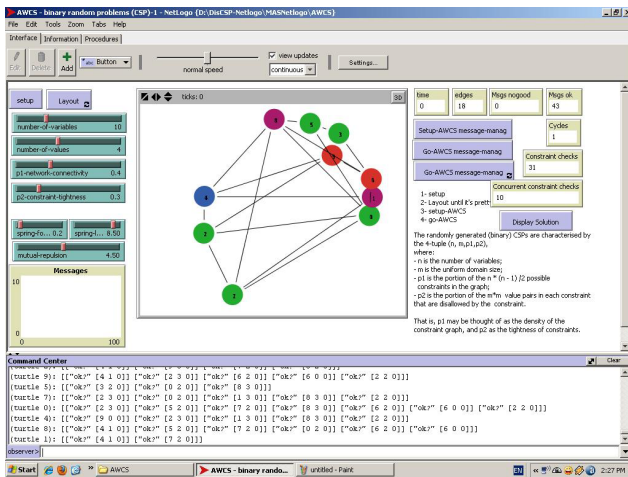 AWCS - binary random problems (CSP)-1 - NetLogo {D:\DisCSP-Netlogo\MASNetlogo\AWCS}
File Edit Tools Zoom Tabs Help
Interface Information Procedures
Edit Delete Add Button
normal speed
view updates
continuous
Settings...
setup Layout
ticks: 0 3D
number-of-variables 10
number-of-values 4
p1-network-connectivity 0.4
p2-constraint-tightness 0.3
spring-fo... 0.2 spring-l... 8.50
mutual-repulsion 4.50
Messages
10
0
0 100
time edges Msgs nogood Msgs ok
0 18 0 43
Setup-AWCS message-manag
Go-AWCS message-manag
Go-AWCS message-manag
Cycles
1
Constraint checks
31
Concurrent constraint checks
10
Display Solution
1- setup
2- Layout until it's prett
3- setup-AWCS
4- go-AWCS
The randomly generated (binary) CSPs are characterised by
the 4-tuple (n, m,p1,p2),
where:
- n is the number of variables;
- m is the uniform domain size;
- p1 is the portion of the n * (n - 1) /2 possible
constraints in the graph;
- p2 is the portion of the m*m value pairs in each constraint
that are disallowed by the constraint.
That is, p1 may be thought of as the density of the
constraint graph, and p2 as the tightness of constraints.
Command Center Clear
(turtle 9): [["ok?" [4 1 0]] ["ok?" [2 3 0]] ["ok?" [6 2 0]] ["ok?" [6 0 0]] ["ok?" [2 2 0]]]
(turtle 5): [["ok?" [3 2 0]] ["ok?" [0 2 0]] ["ok?" [8 3 0]]]
(turtle 7): [["ok?" [2 3 0]] ["ok?" [0 2 0]] ["ok?" [1 3 0]] ["ok?" [8 3 0]] ["ok?" [2 2 0]]]
(turtle 0): [["ok?" [2 3 0]] ["ok?" [5 2 0]] ["ok?" [7 2 0]] ["ok?" [8 3 0]] ["ok?" [6 2 0]] ["ok?" [6 0 0]] ["ok?" [2 2 0]]]
(turtle 4): [["ok?" [9 0 0]] ["ok?" [2 3 0]] ["ok?" [1 3 0]] ["ok?" [8 3 0]] ["ok?" [2 2 0]]]
(turtle 8): [["ok?" [4 1 0]] ["ok?" [5 2 0]] ["ok?" [7 2 0]] ["ok?" [0 2 0]] ["ok?" [6 2 0]] ["ok?" [6 0 0]]]
(turtle 1): [["ok?" [4 1 0]] ["ok?" [7 2 0]]]
observer>
Start AWCS AWCS - binary rando... untitled - Paint EN 2:27 PM